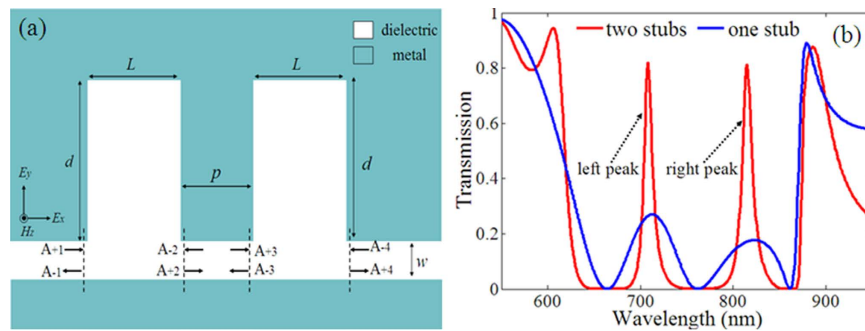 (a)
dielectric
metal
L
L
d
p
d
Ey
Hz
Ex
A+1
A-2
A+3
A-4
A-1
A+2
A-3
A+4
w
(b)
two stubs
one stub
left peak
right peak
Transmission
1
0.8
0.6
0.4
0.2
0
600
700
800
900
Wavelength (nm)